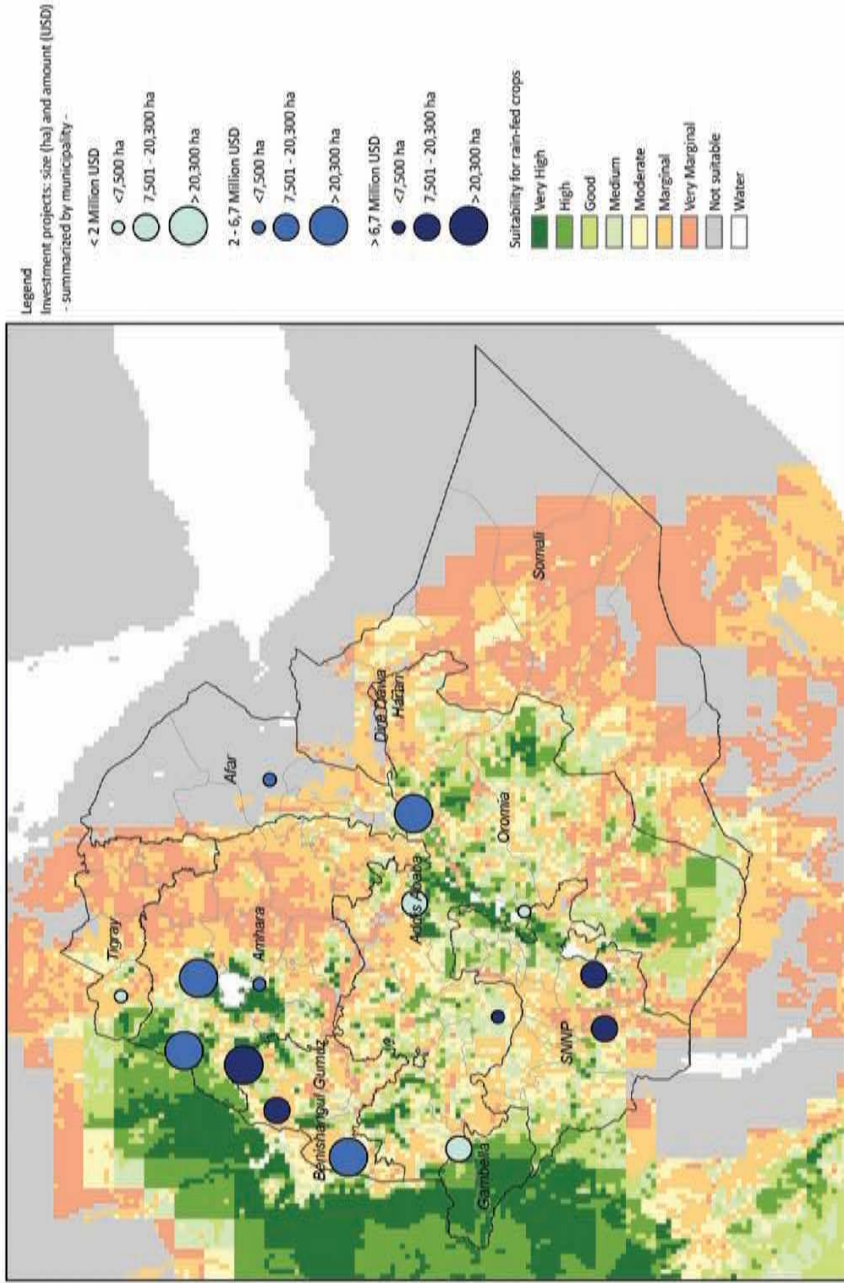 Legend
Investment projects: size (ha) and amount (USD)
- summarized by municipality -
< 2 Million USD
<7,500 ha
7,501 - 20,300 ha
> 20,300 ha
2 - 6,7 Million USD
<7,500 ha
7,501 - 20,300 ha
> 20,300 ha
> 6,7 Million USD
<7,500 ha
7,501 - 20,300 ha
> 20,300 ha
Suitability for rain-fed crops
Very High
High
Good
Medium
Moderate
Marginal
Very Marginal
Not suitable
Water
Tigray
Afar
Amhara
Benishangul Gumuz
Dire Dawa
Harari
Addis Ababa
Somali
Oromia
Gambella
SNNP